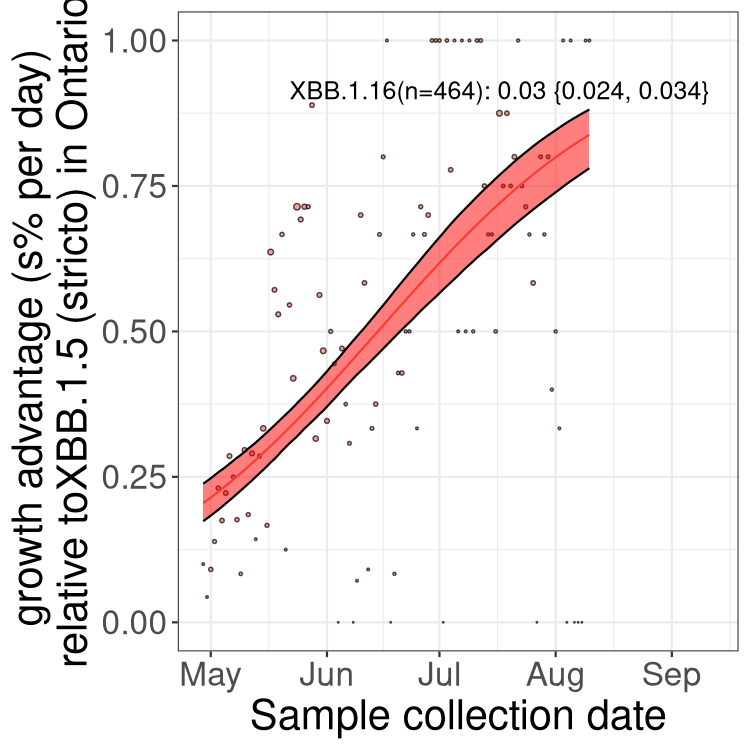 growth advantage (s% per day)
relative toXBB.1.5 (stricto) in Ontario
1.00
0.75
0.50
0.25
0.00
XBB.1.16(n=464): 0.03 {0.024, 0.034}
May Jun Jul Aug Sep
Sample collection date